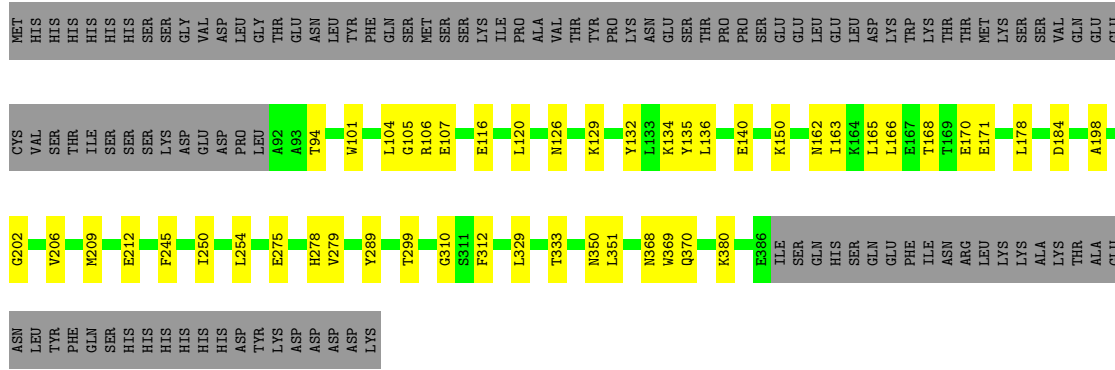 MET HIS HIS HIS HIS HIS HIS SER SER GLY VAL ASP LEU GLY THR GLU ASN LEU TYR PHE GLN SER MET SER SER LYS ILE PRO ALA VAL THR TYR PRO LYS ASN GLU SER THR PRO PRO SER GLU GLU LEU GLU LEU ASP LYS TRP LYS THR THR MET LYS SER SER VAL GLN GLU GLU
CYS VAL SER THR ILE SER SER SER LYS ASP GLU ASP PRO LEU A92 A93 T94 W101 L104 G105 R106 E107 E116 L120 N126 K129 Y132 L133 K134 Y135 L136 E140 K150 N162 I163 K164 L165 L166 E167 T168 T169 E170 E171 L178 D184 A198
G202 V206 M209 E212 F245 I250 L254 E275 H278 V279 Y289 T299 G310 S311 F312 L329 T333 N350 L351 N368 W369 Q370 K380 E386 ILE SER GLN HIS SER GLN GLU PHE ILE ASN ARG LEU LYS LYS ALA LYS THR ALA GLU
ASN LEU TYR PHE GLN SER HIS HIS HIS HIS HIS HIS ASP TYR LYS ASP ASP ASP ASP LYS